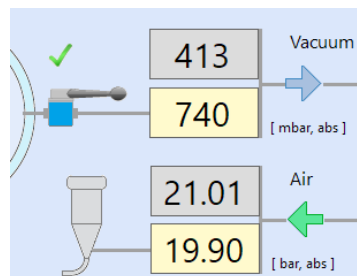 413
Vacuum
740
[ mbar, abs ]
21.01
Air
19.90
[ bar, abs ]